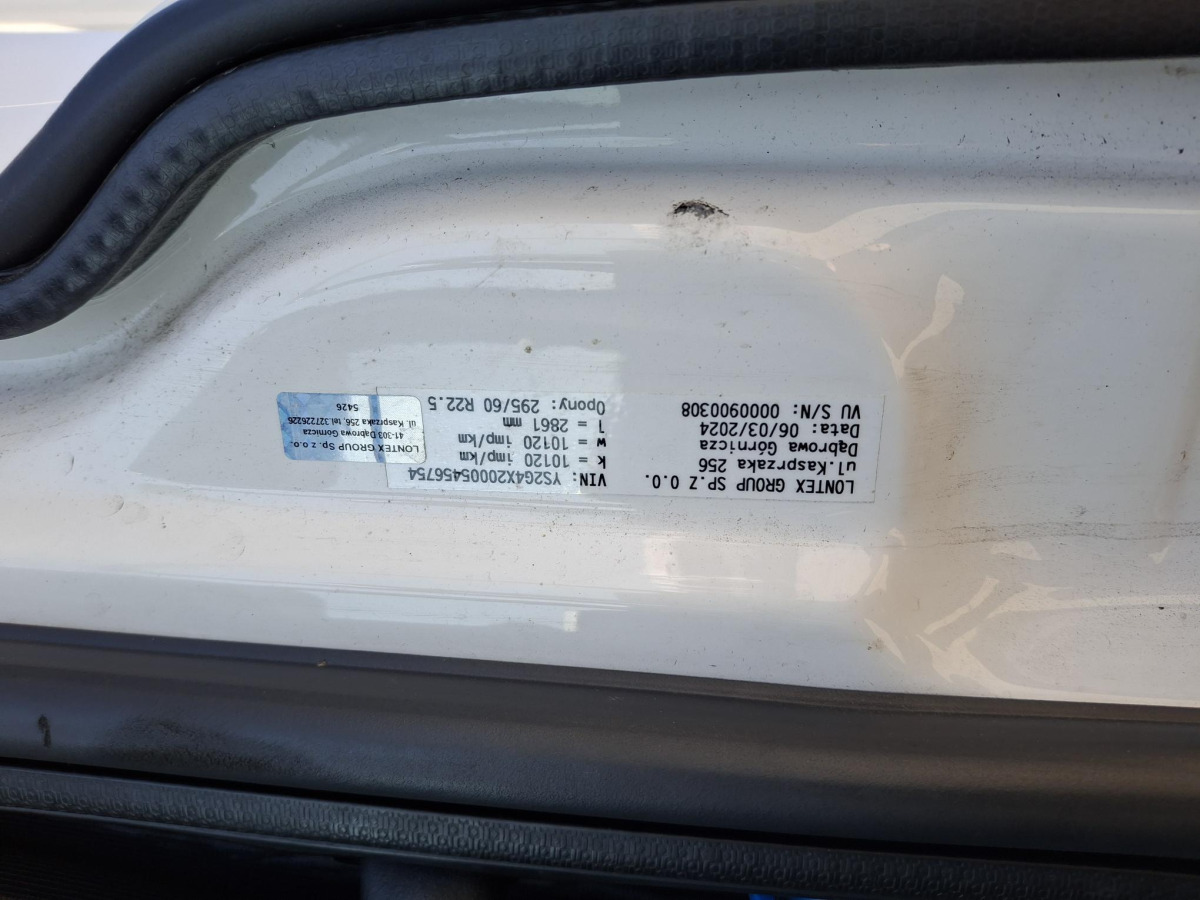 LONTEX GROUP SP.Z O.O.
ul.Kasprzaka 256
Dąbrowa Górnicza
Data: 06/03/2024
VU S/N: 0000900308
VIN: YS2G4X20005456754
k = 10120 imp/km
w = 10120 imp/km
l = 2861 mm
Opony: 295/60 R22.5
LONTEX GROUP Sp. z o.o.
41-303 Dąbrowa Górnicza
ul. Kasprzaka 256, tel.327226226
5426